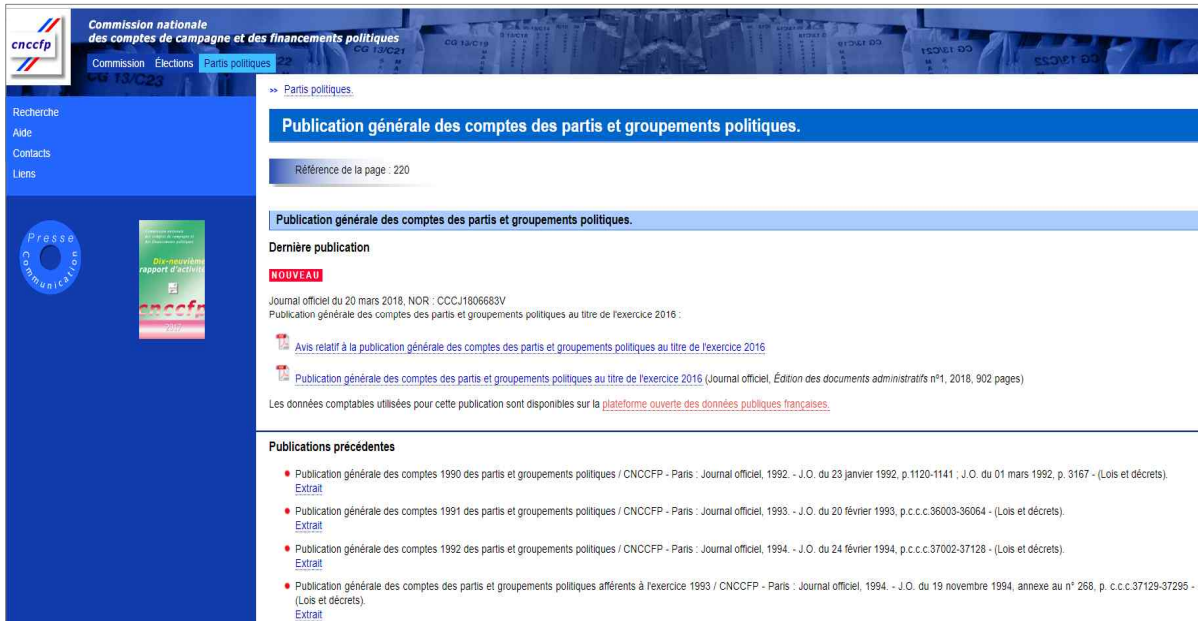 cnccfp
Commission nationale
des comptes de campagne et des financements politiques
Commission Élections Partis politiques
CG 13/C21
CG 13/C19
CG 13/C23
Recherche
Aide
Contacts
Liens
Presse
Communication
Dix-neuvième
rapport d'activité
cnccfp
2017
>> Partis politiques.
Publication générale des comptes des partis et groupements politiques.
Référence de la page : 220
Publication générale des comptes des partis et groupements politiques.
Dernière publication
NOUVEAU
Journal officiel du 20 mars 2018, NOR : CCCJ1806683V
Publication générale des comptes des partis et groupements politiques au titre de l'exercice 2016 :
Avis relatif à la publication générale des comptes des partis et groupements politiques au titre de l'exercice 2016
Publication générale des comptes des partis et groupements politiques au titre de l'exercice 2016 (Journal officiel, Édition des documents administratifs nº1, 2018, 902 pages)
Les données comptables utilisées pour cette publication sont disponibles sur la plateforme ouverte des données publiques françaises.
Publications précédentes
Publication générale des comptes 1990 des partis et groupements politiques / CNCCFP - Paris : Journal officiel, 1992. - J.O. du 23 janvier 1992, p.1120-1141 ; J.O. du 01 mars 1992, p. 3167 - (Lois et décrets).
Extrait
Publication générale des comptes 1991 des partis et groupements politiques / CNCCFP - Paris : Journal officiel, 1993. - J.O. du 20 février 1993, p.c.c.c.36003-36064 - (Lois et décrets).
Extrait
Publication générale des comptes 1992 des partis et groupements politiques / CNCCFP - Paris : Journal officiel, 1994. - J.O. du 24 février 1994, p.c.c.c.37002-37128 - (Lois et décrets).
Extrait
Publication générale des comptes des partis et groupements politiques afférents à l'exercice 1993 / CNCCFP - Paris : Journal officiel, 1994. - J.O. du 19 novembre 1994, annexe au n° 268, p. c.c.c.37129-37295 -
(Lois et décrets).
Extrait